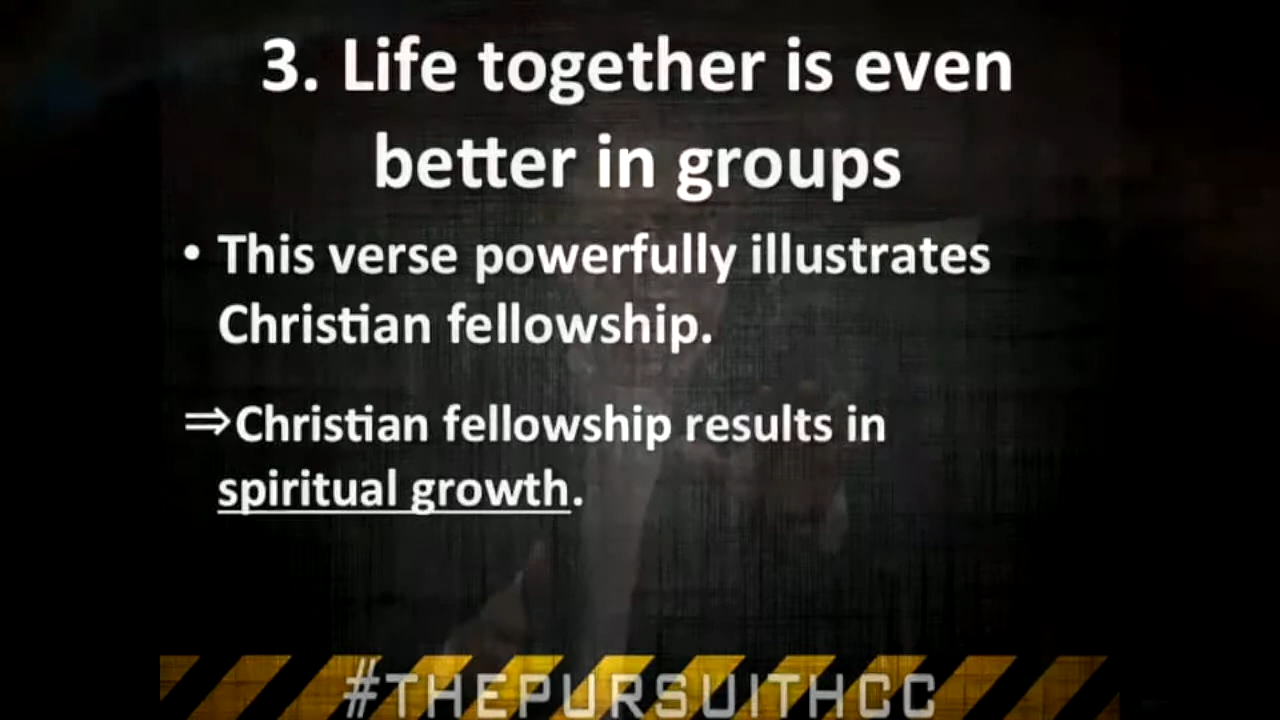 3. Life together is even
better in groups
• This verse powerfully illustrates
Christian fellowship.
⇒Christian fellowship results in
spiritual growth.
#THEPURSUITHCC